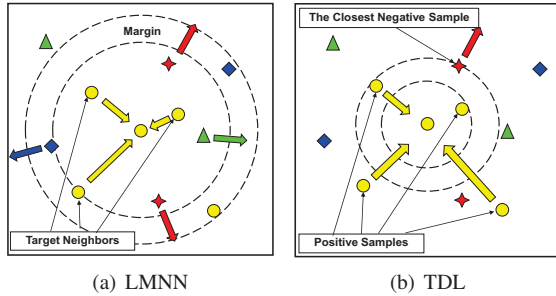 Margin
Target Neighbors
(a) LMNN
The Closest Negative Sample
Positive Samples
(b) TDL